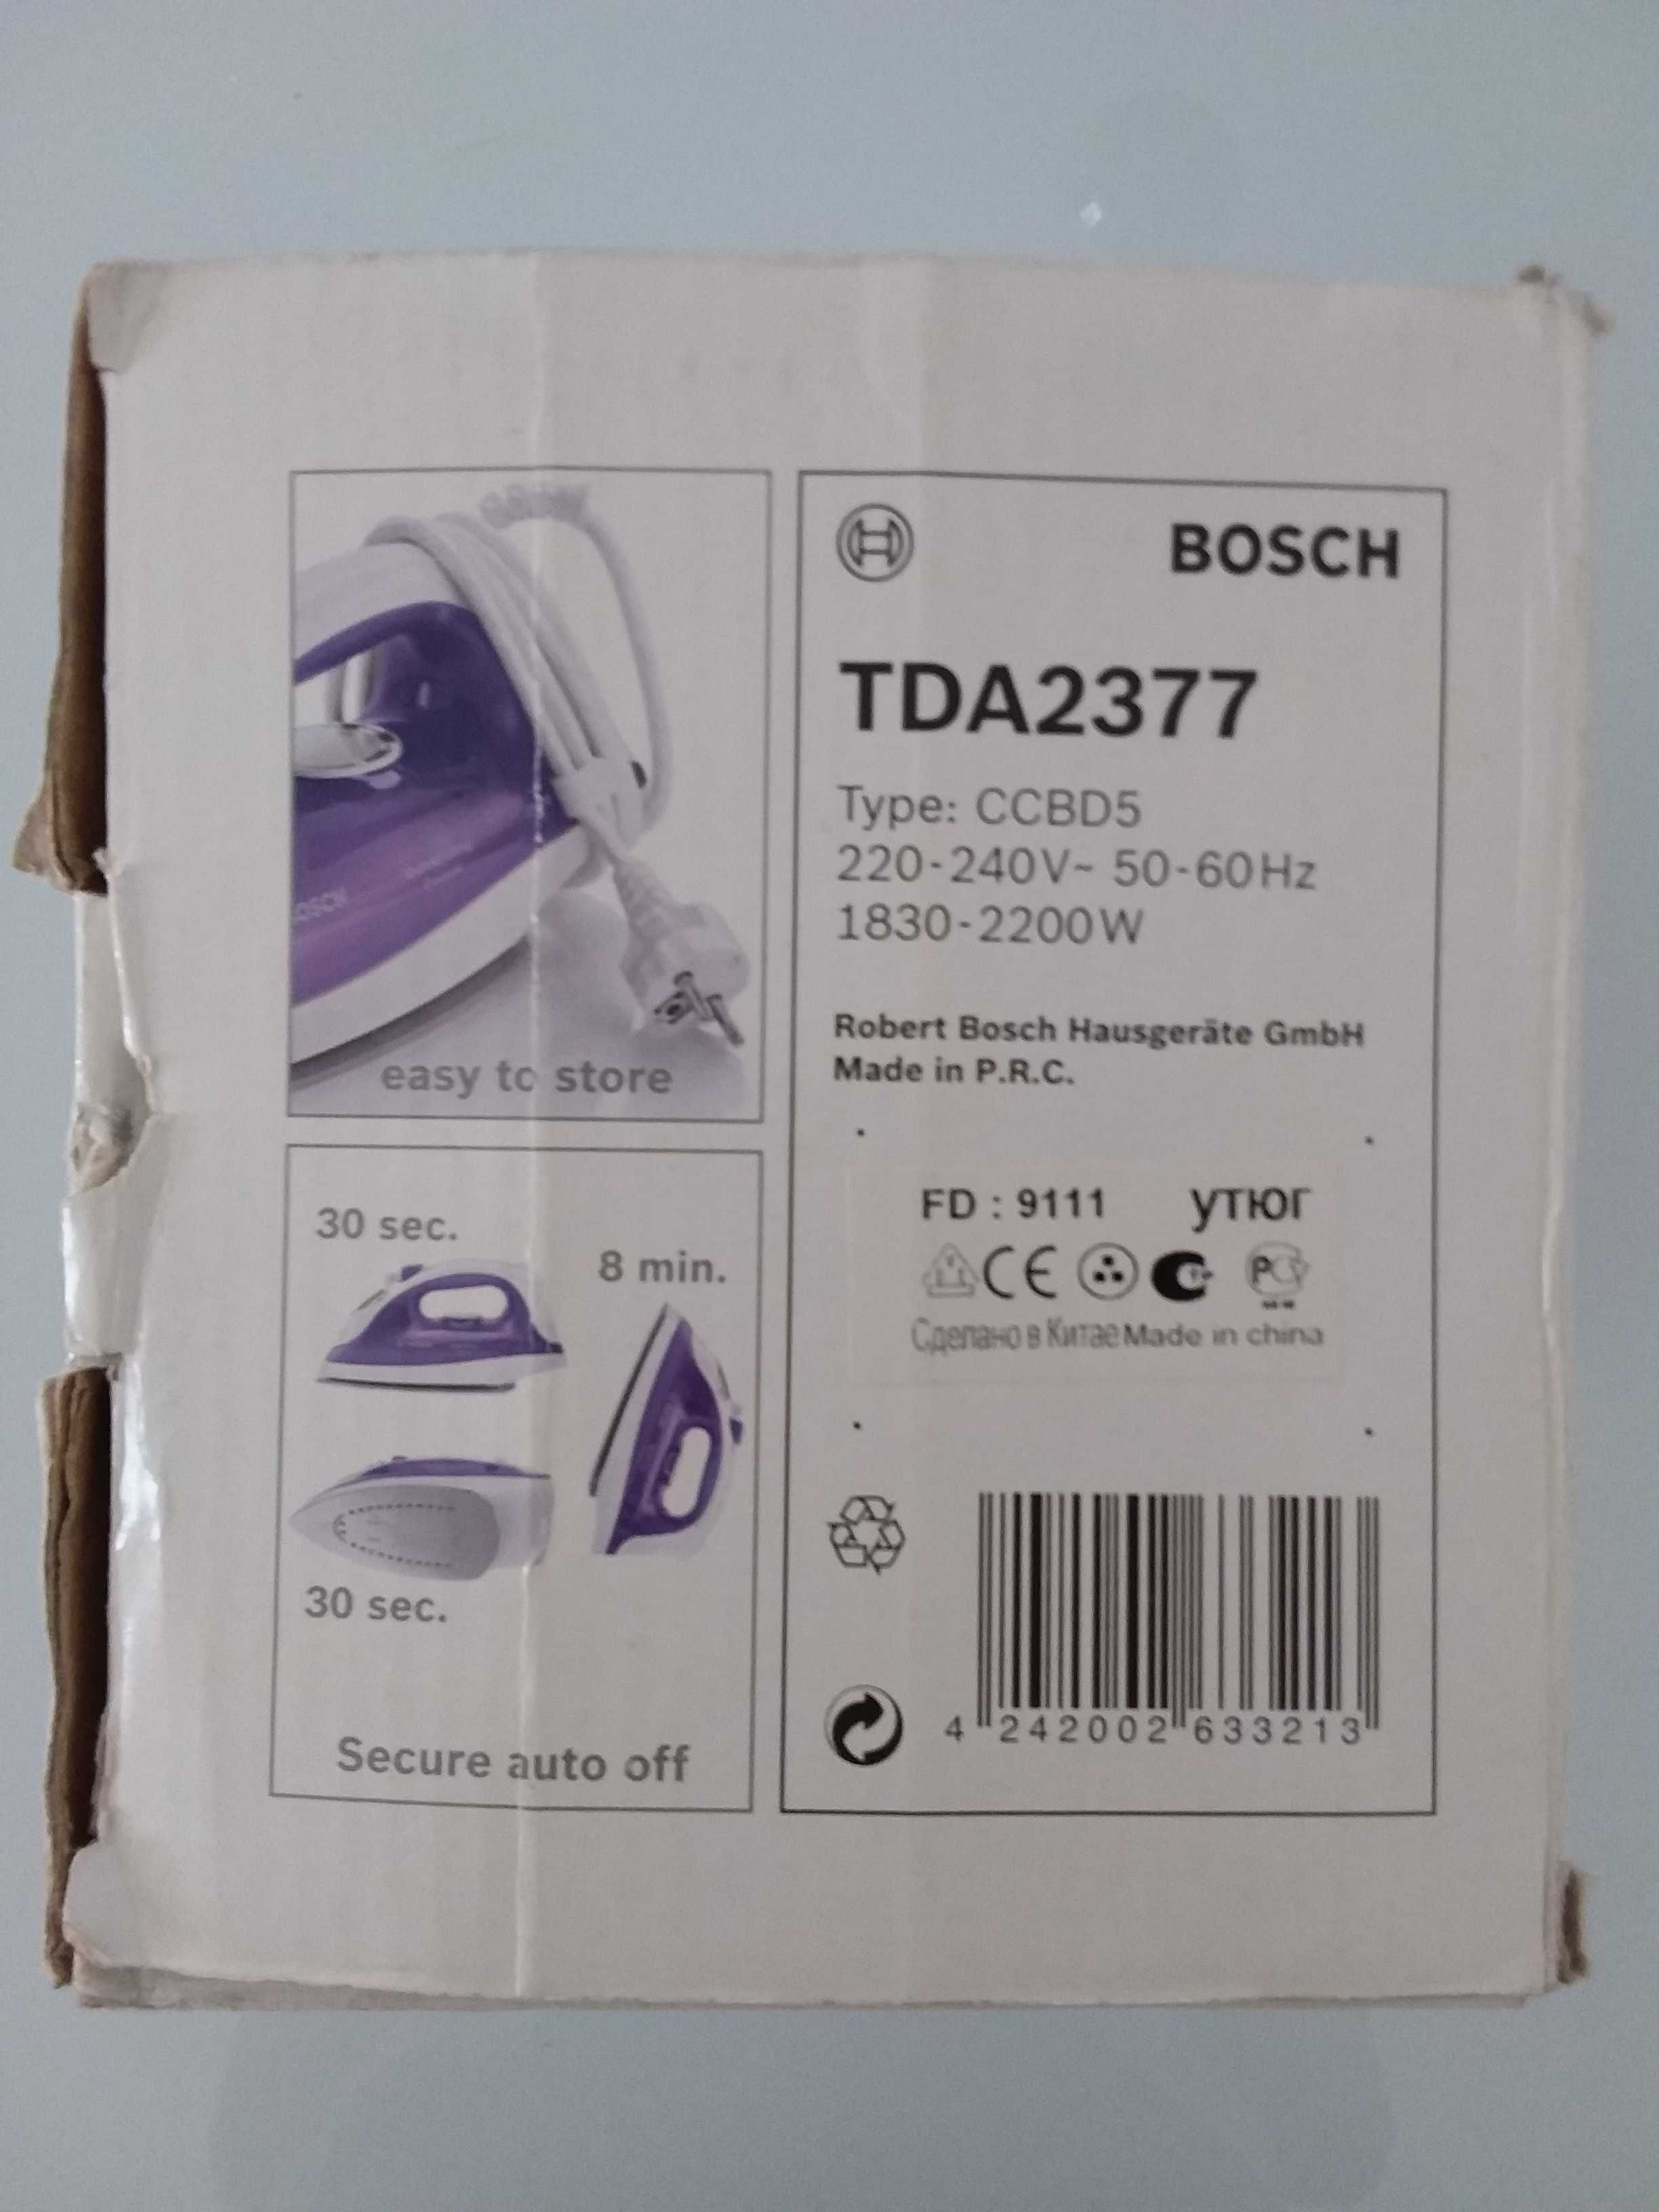 BOSCH
easy to store
30 sec.
8 min.
30 sec.
Secure auto off
BOSCH
TDA2377
Type: CCBD5
220-240V~ 50-60Hz
1830-2200W
Robert Bosch Hausgeräte GmbH
Made in P.R.C.
FD : 9111 УТЮГ
CE
Сделано в Китае Made in china
4 242002 633213